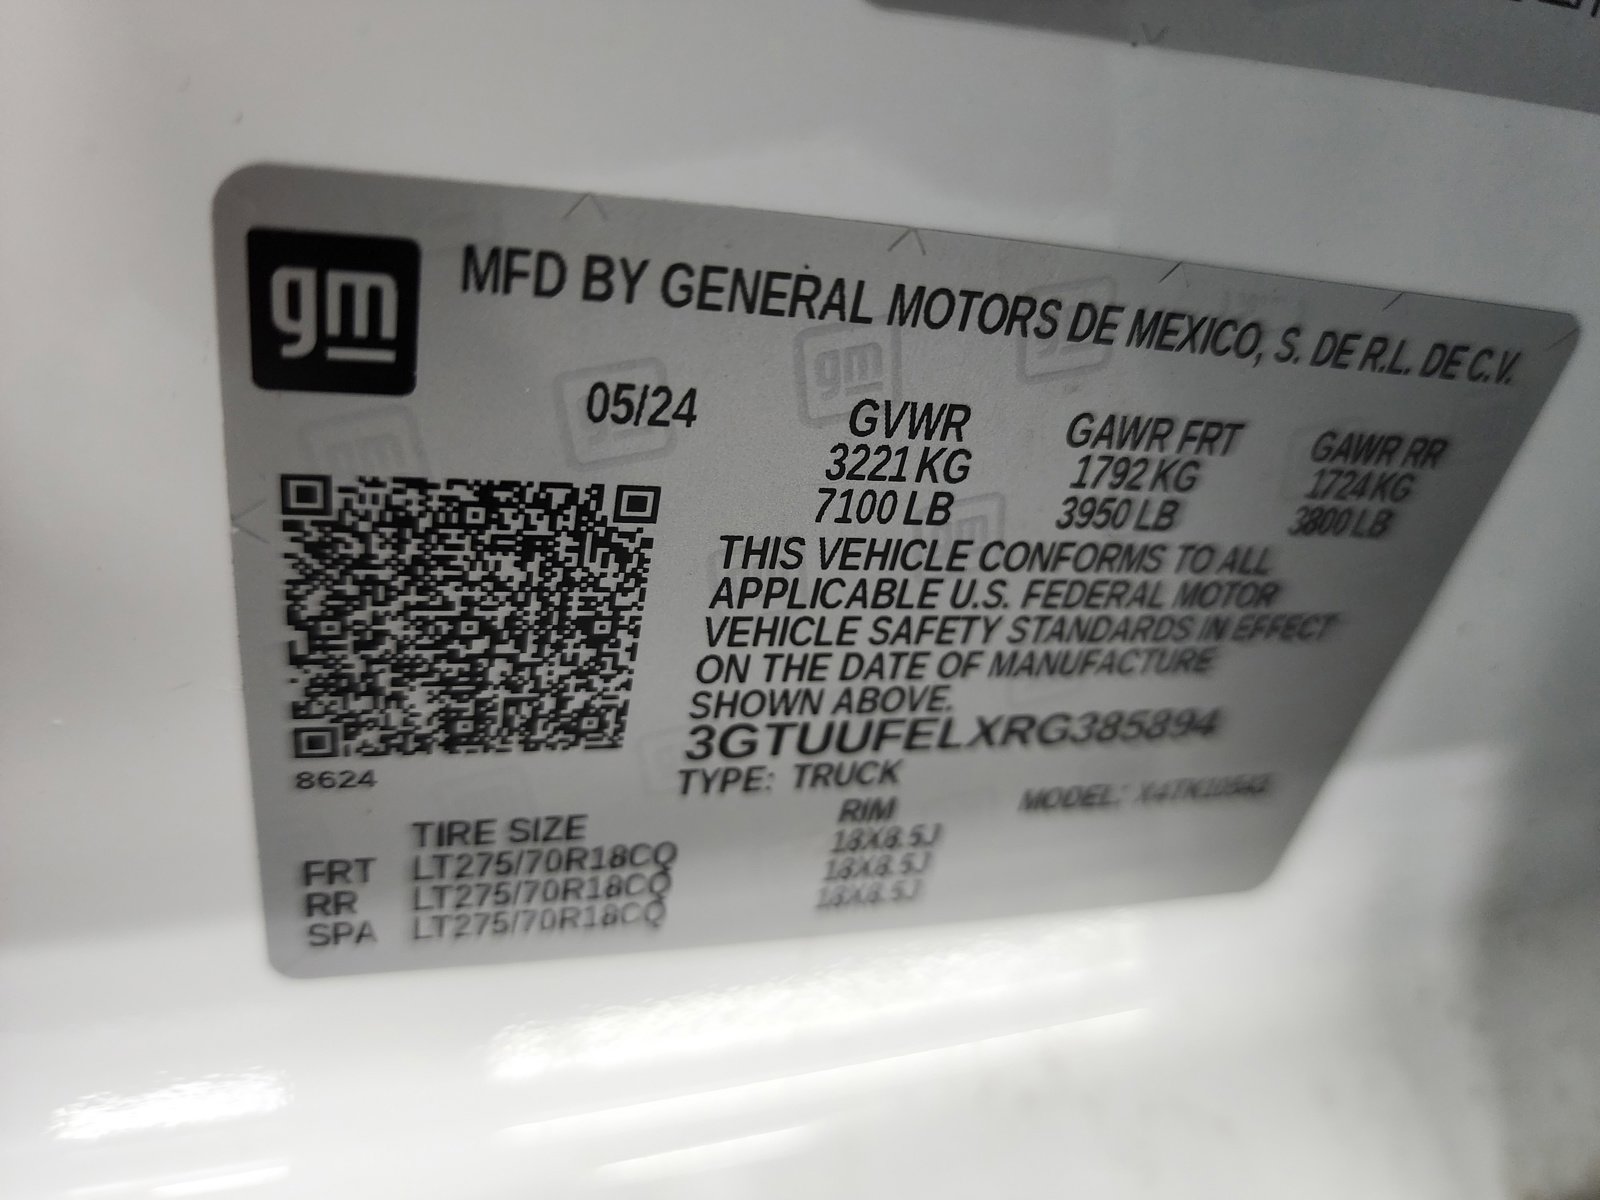 gm
MFD BY GENERAL MOTORS DE MEXICO, S. DE R.L. DE C.V.
05/24
GVWR GAWR FRT GAWR RR
3221 KG 1792 KG 1724 KG
7100 LB 3950 LB 3800 LB
THIS VEHICLE CONFORMS TO ALL
APPLICABLE U.S. FEDERAL MOTOR
VEHICLE SAFETY STANDARDS IN EFFECT
ON THE DATE OF MANUFACTURE
SHOWN ABOVE.
3GTUUFELXRG385894
8624
TYPE: TRUCK MODEL:
TIRE SIZE RIM
FRT LT275/70R18CQ 18X8.5J
RR LT275/70R18CQ 18X8.5J
SPA LT275/70R18CQ 18X8.5J